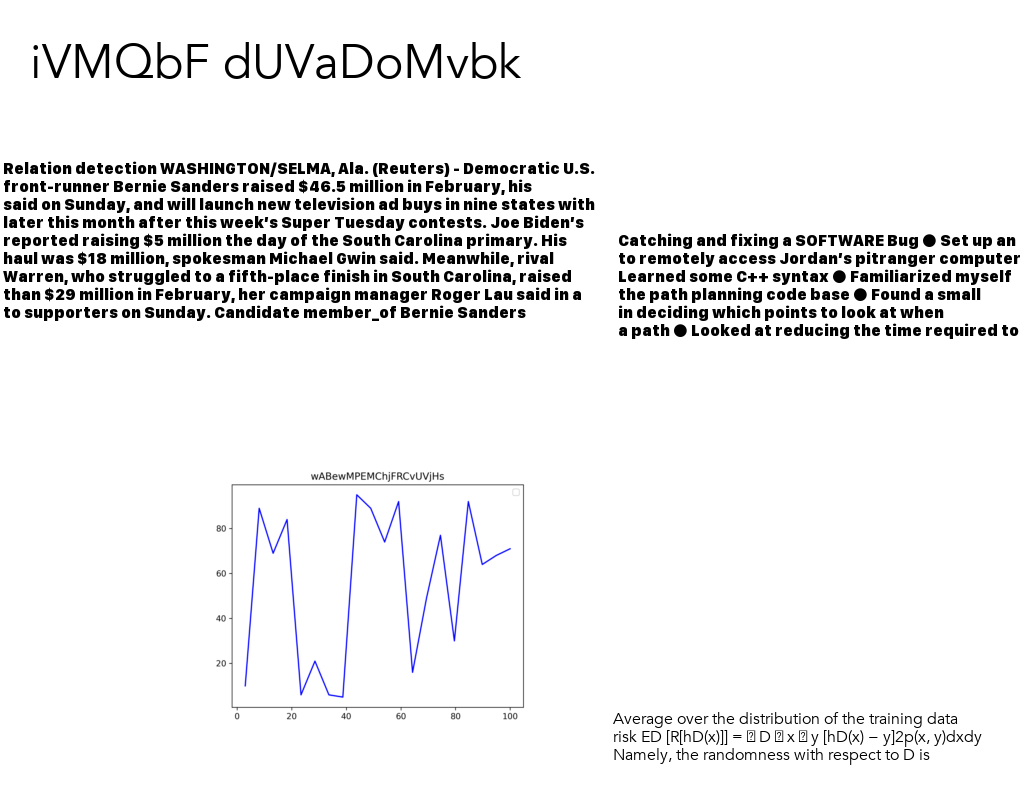 iVMQbF dUVaDoMvbk
Relation detection WASHINGTON/SELMA, Ala. (Reuters) - Democratic U.S.
front-runner Bernie Sanders raised $46.5 million in February, his
said on Sunday, and will launch new television ad buys in nine states with
later this month after this week's Super Tuesday contests. Joe Biden's
reported raising $5 million the day of the South Carolina primary. His
haul was $18 million, spokesman Michael Gwin said. Meanwhile, rival
Warren, who struggled to a fifth-place finish in South Carolina, raised
than $29 million in February, her campaign manager Roger Lau said in a
to supporters on Sunday. Candidate member_of Bernie Sanders
Catching and fixing a SOFTWARE Bug ● Set up an
to remotely access Jordan's pitranger computer
Learned some C++ syntax ● Familiarized myself
the path planning code base ● Found a small
in deciding which points to look at when
a path ● Looked at reducing the time required to
wABewMPEMChjFRCvUVjHs
80
60
40
20
0 20 40 60 80 100
Average over the distribution of the training data
risk ED [R[hD(x)]] = D x y [hD(x) − y]2p(x, y)dxdy
Namely, the randomness with respect to D is